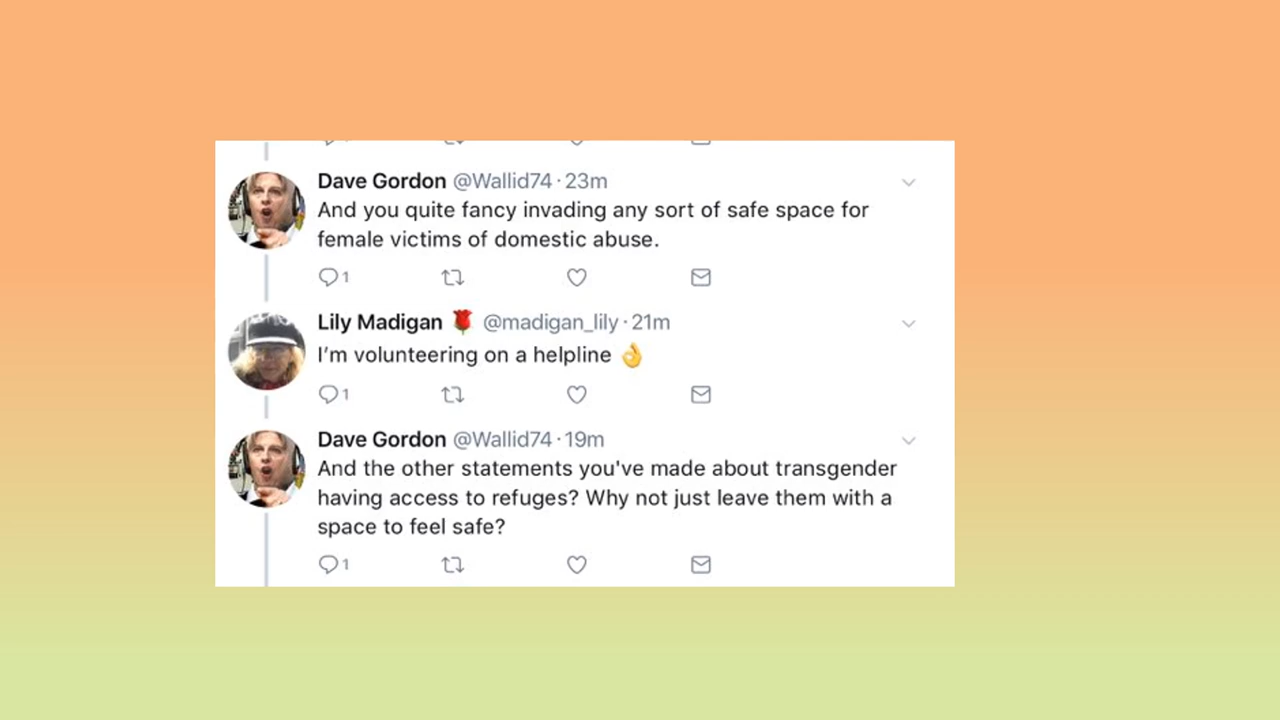 Dave Gordon @Wallid74 · 23m
And you quite fancy invading any sort of safe space for
female victims of domestic abuse.
1
Lily Madigan 🌹 @madigan_lily · 21m
I'm volunteering on a helpline 👌
1
Dave Gordon @Wallid74 · 19m
And the other statements you've made about transgender
having access to refuges? Why not just leave them with a
space to feel safe?
1